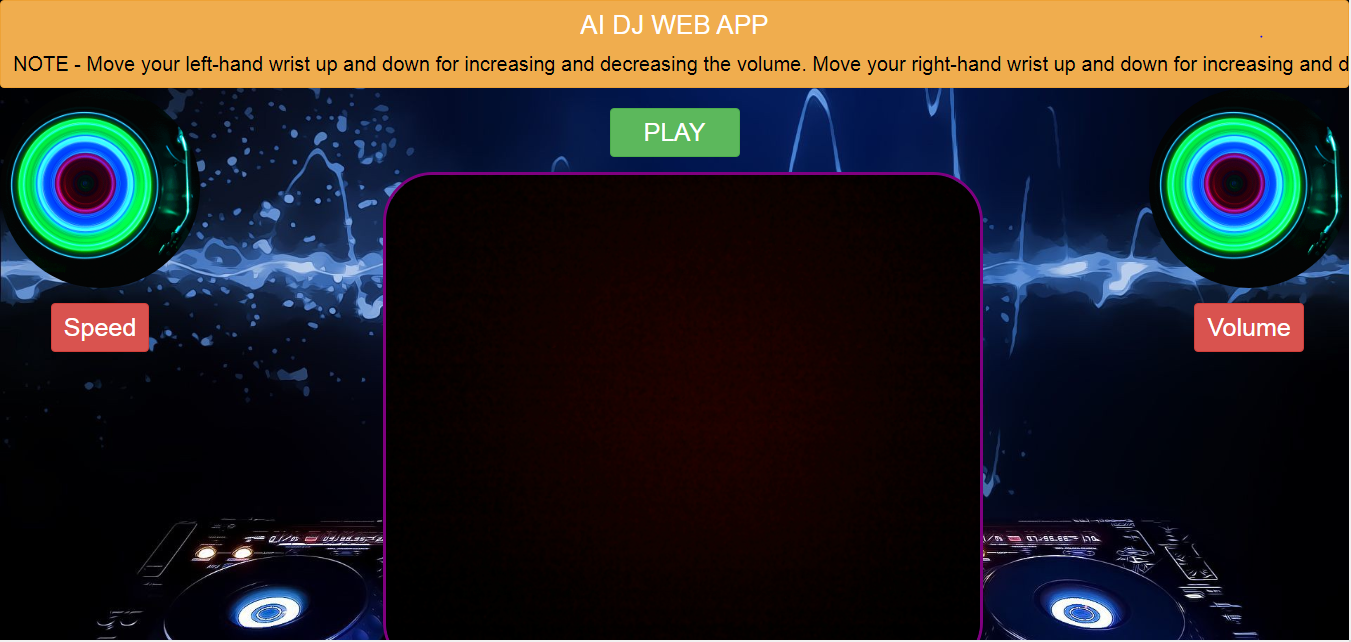 AI DJ WEB APP
NOTE - Move your left-hand wrist up and down for increasing and decreasing the volume. Move your right-hand wrist up and down for increasing and d
PLAY
Speed
Volume